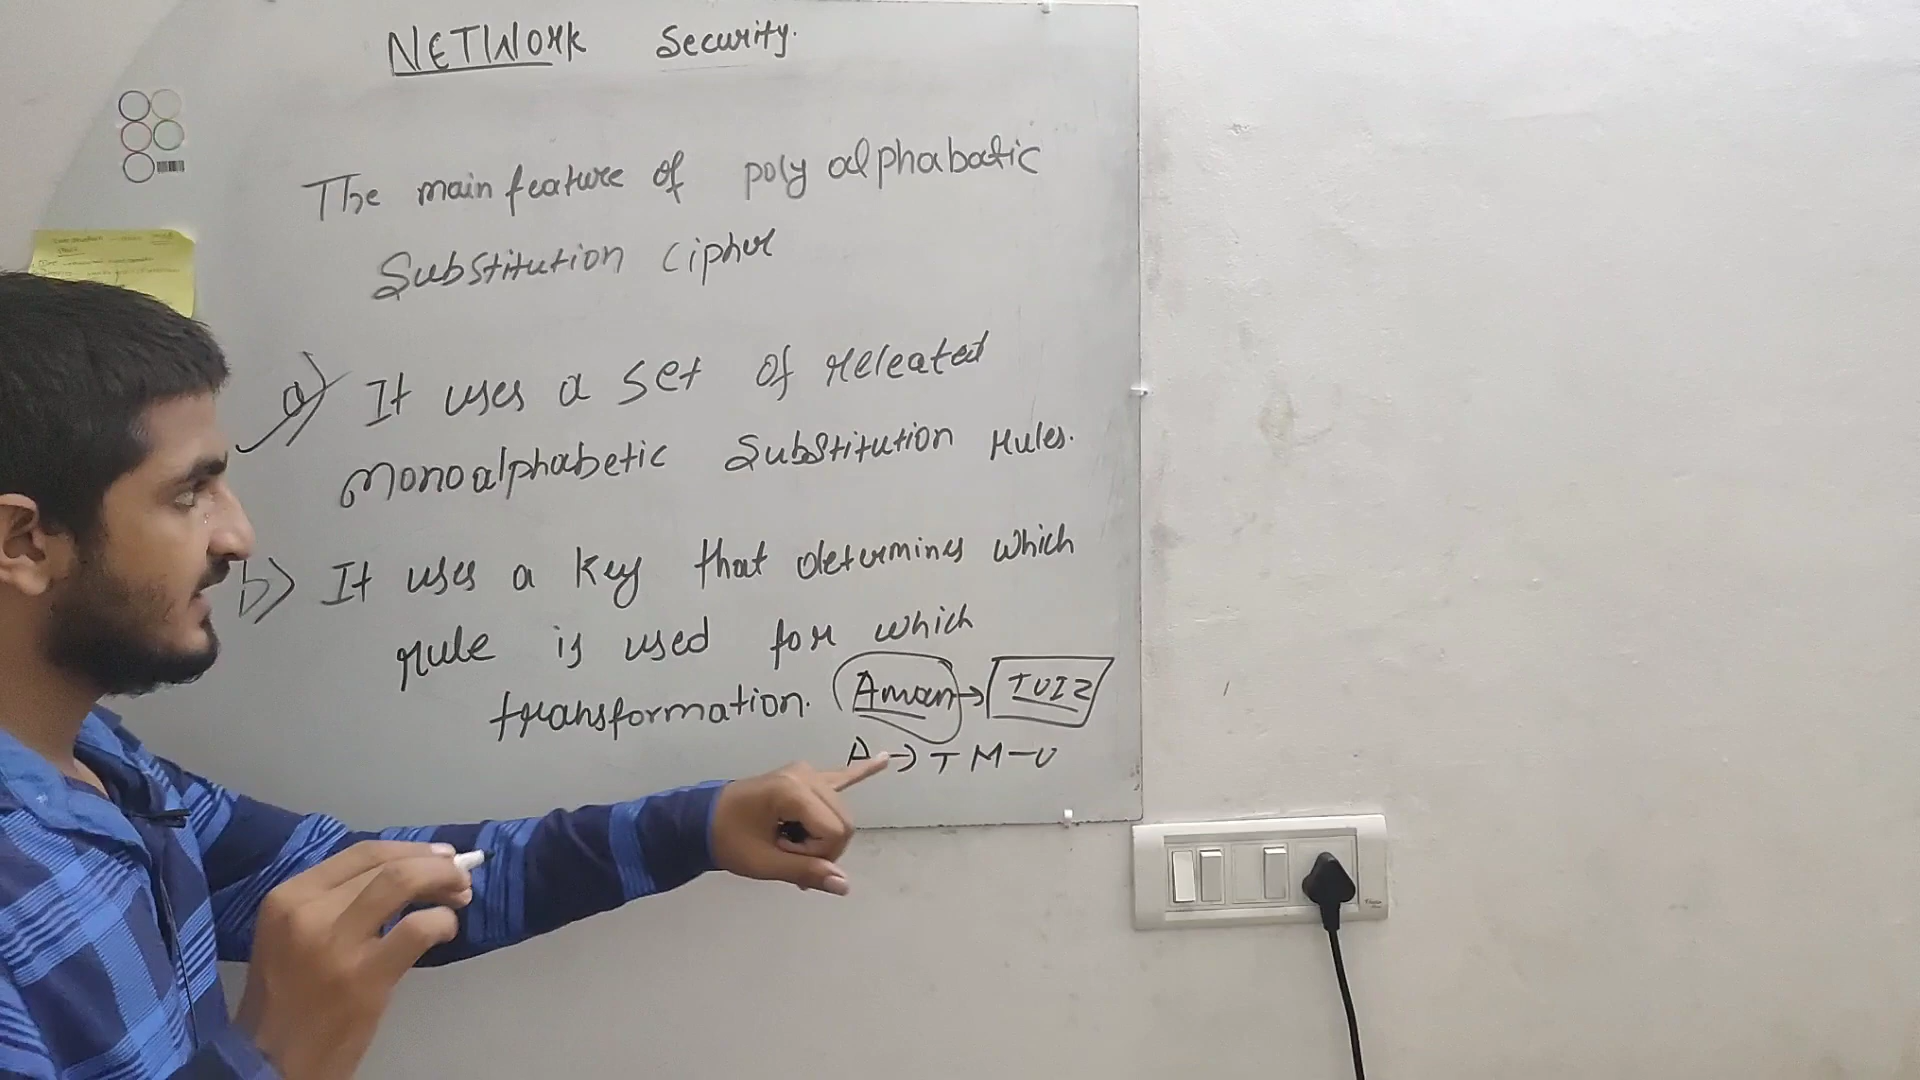 NETWORK Security.
The main feature of poly alphabatic
Substitution cipher
a) It uses a set of releated
monoalphabetic Substitution rules.
b) It uses a key that determines which
rule is used for which
transformation. Aman → TUIZ
A → T M - U